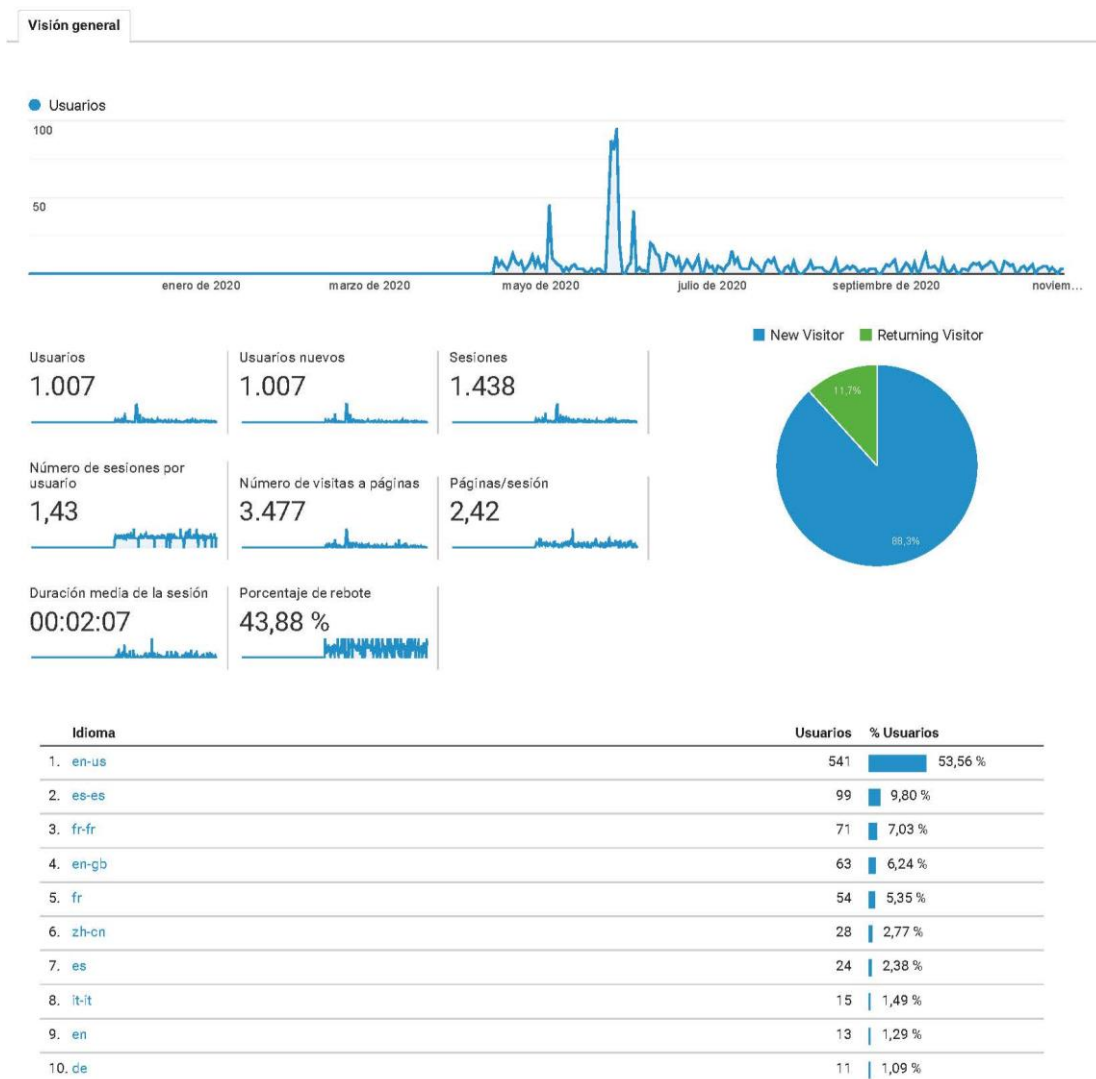 Visión general
Usuarios
100
50
enero de 2020 marzo de 2020 mayo de 2020 julio de 2020 septiembre de 2020 noviem...
New Visitor Returning Visitor
11,7%
88,3%
Usuarios
1.007
Usuarios nuevos
1.007
Sesiones
1.438
Número de sesiones por
usuario
1,43
Número de visitas a páginas
3.477
Páginas/sesión
2,42
Duración media de la sesión
00:02:07
Porcentaje de rebote
43,88 %
Idioma Usuarios % Usuarios
1. en-us 541 53,56 %
2. es-es 99 9,80 %
3. fr-fr 71 7,03 %
4. en-gb 63 6,24 %
5. fr 54 5,35 %
6. zh-cn 28 2,77 %
7. es 24 2,38 %
8. it-it 15 1,49 %
9. en 13 1,29 %
10. de 11 1,09 %